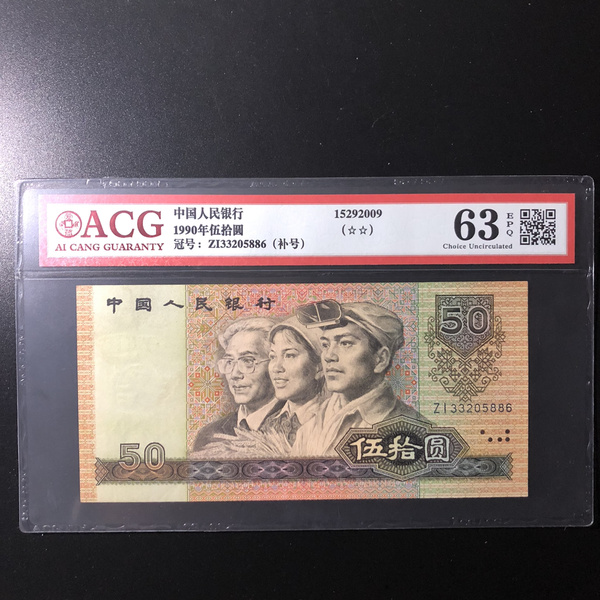 ACG
AI CANG GUARANTY
中国人民银行
1990年伍拾圆
冠号：ZI33205886（补号）
15292009
(☆☆)
63
EPQ
Choice Uncirculated
中国人民银行
50
ZI33205886
50
伍拾圆